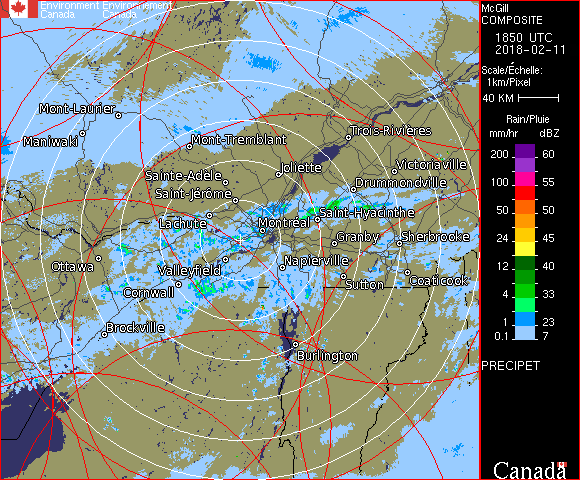 Environment Environnement
Canada Canada
Mont-Laurier
Maniwaki
Mont-Tremblant
Trois-Rivières
Joliette
Victoriaville
Sainte-Adèle
Drummondville
Saint-Jérôme
Saint-Hyacinthe
Lachute
Montréal
Granby
Sherbrooke
Ottawa
Valleyfield
Napierville
Cornwall
Sutton
Coaticook
Brockville
Burlington
McGill
COMPOSITE
1850 UTC
2018-02-11
Scale/Échelle:
1km/Pixel
40 KM
Rain/Pluie
mm/hr dBZ
200 60
100 55
50 50
24 45
12 40
4 33
1 23
0.1 7
PRECIPET
Canada